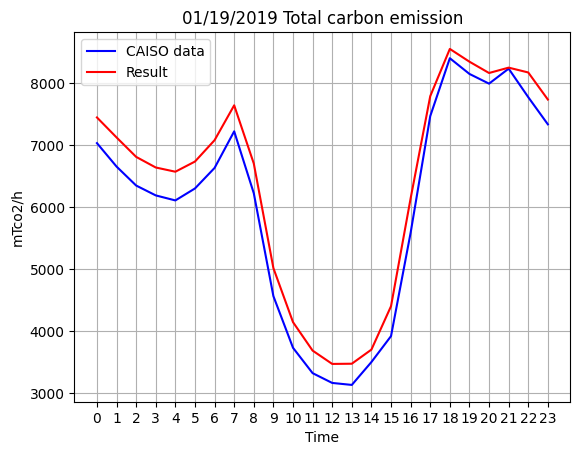 01/19/2019 Total carbon emission
CAISO data
Result
mTco2/h
8000
7000
6000
5000
4000
3000
0 1 2 3 4 5 6 7 8 9 10 11 12 13 14 15 16 17 18 19 20 21 22 23
Time